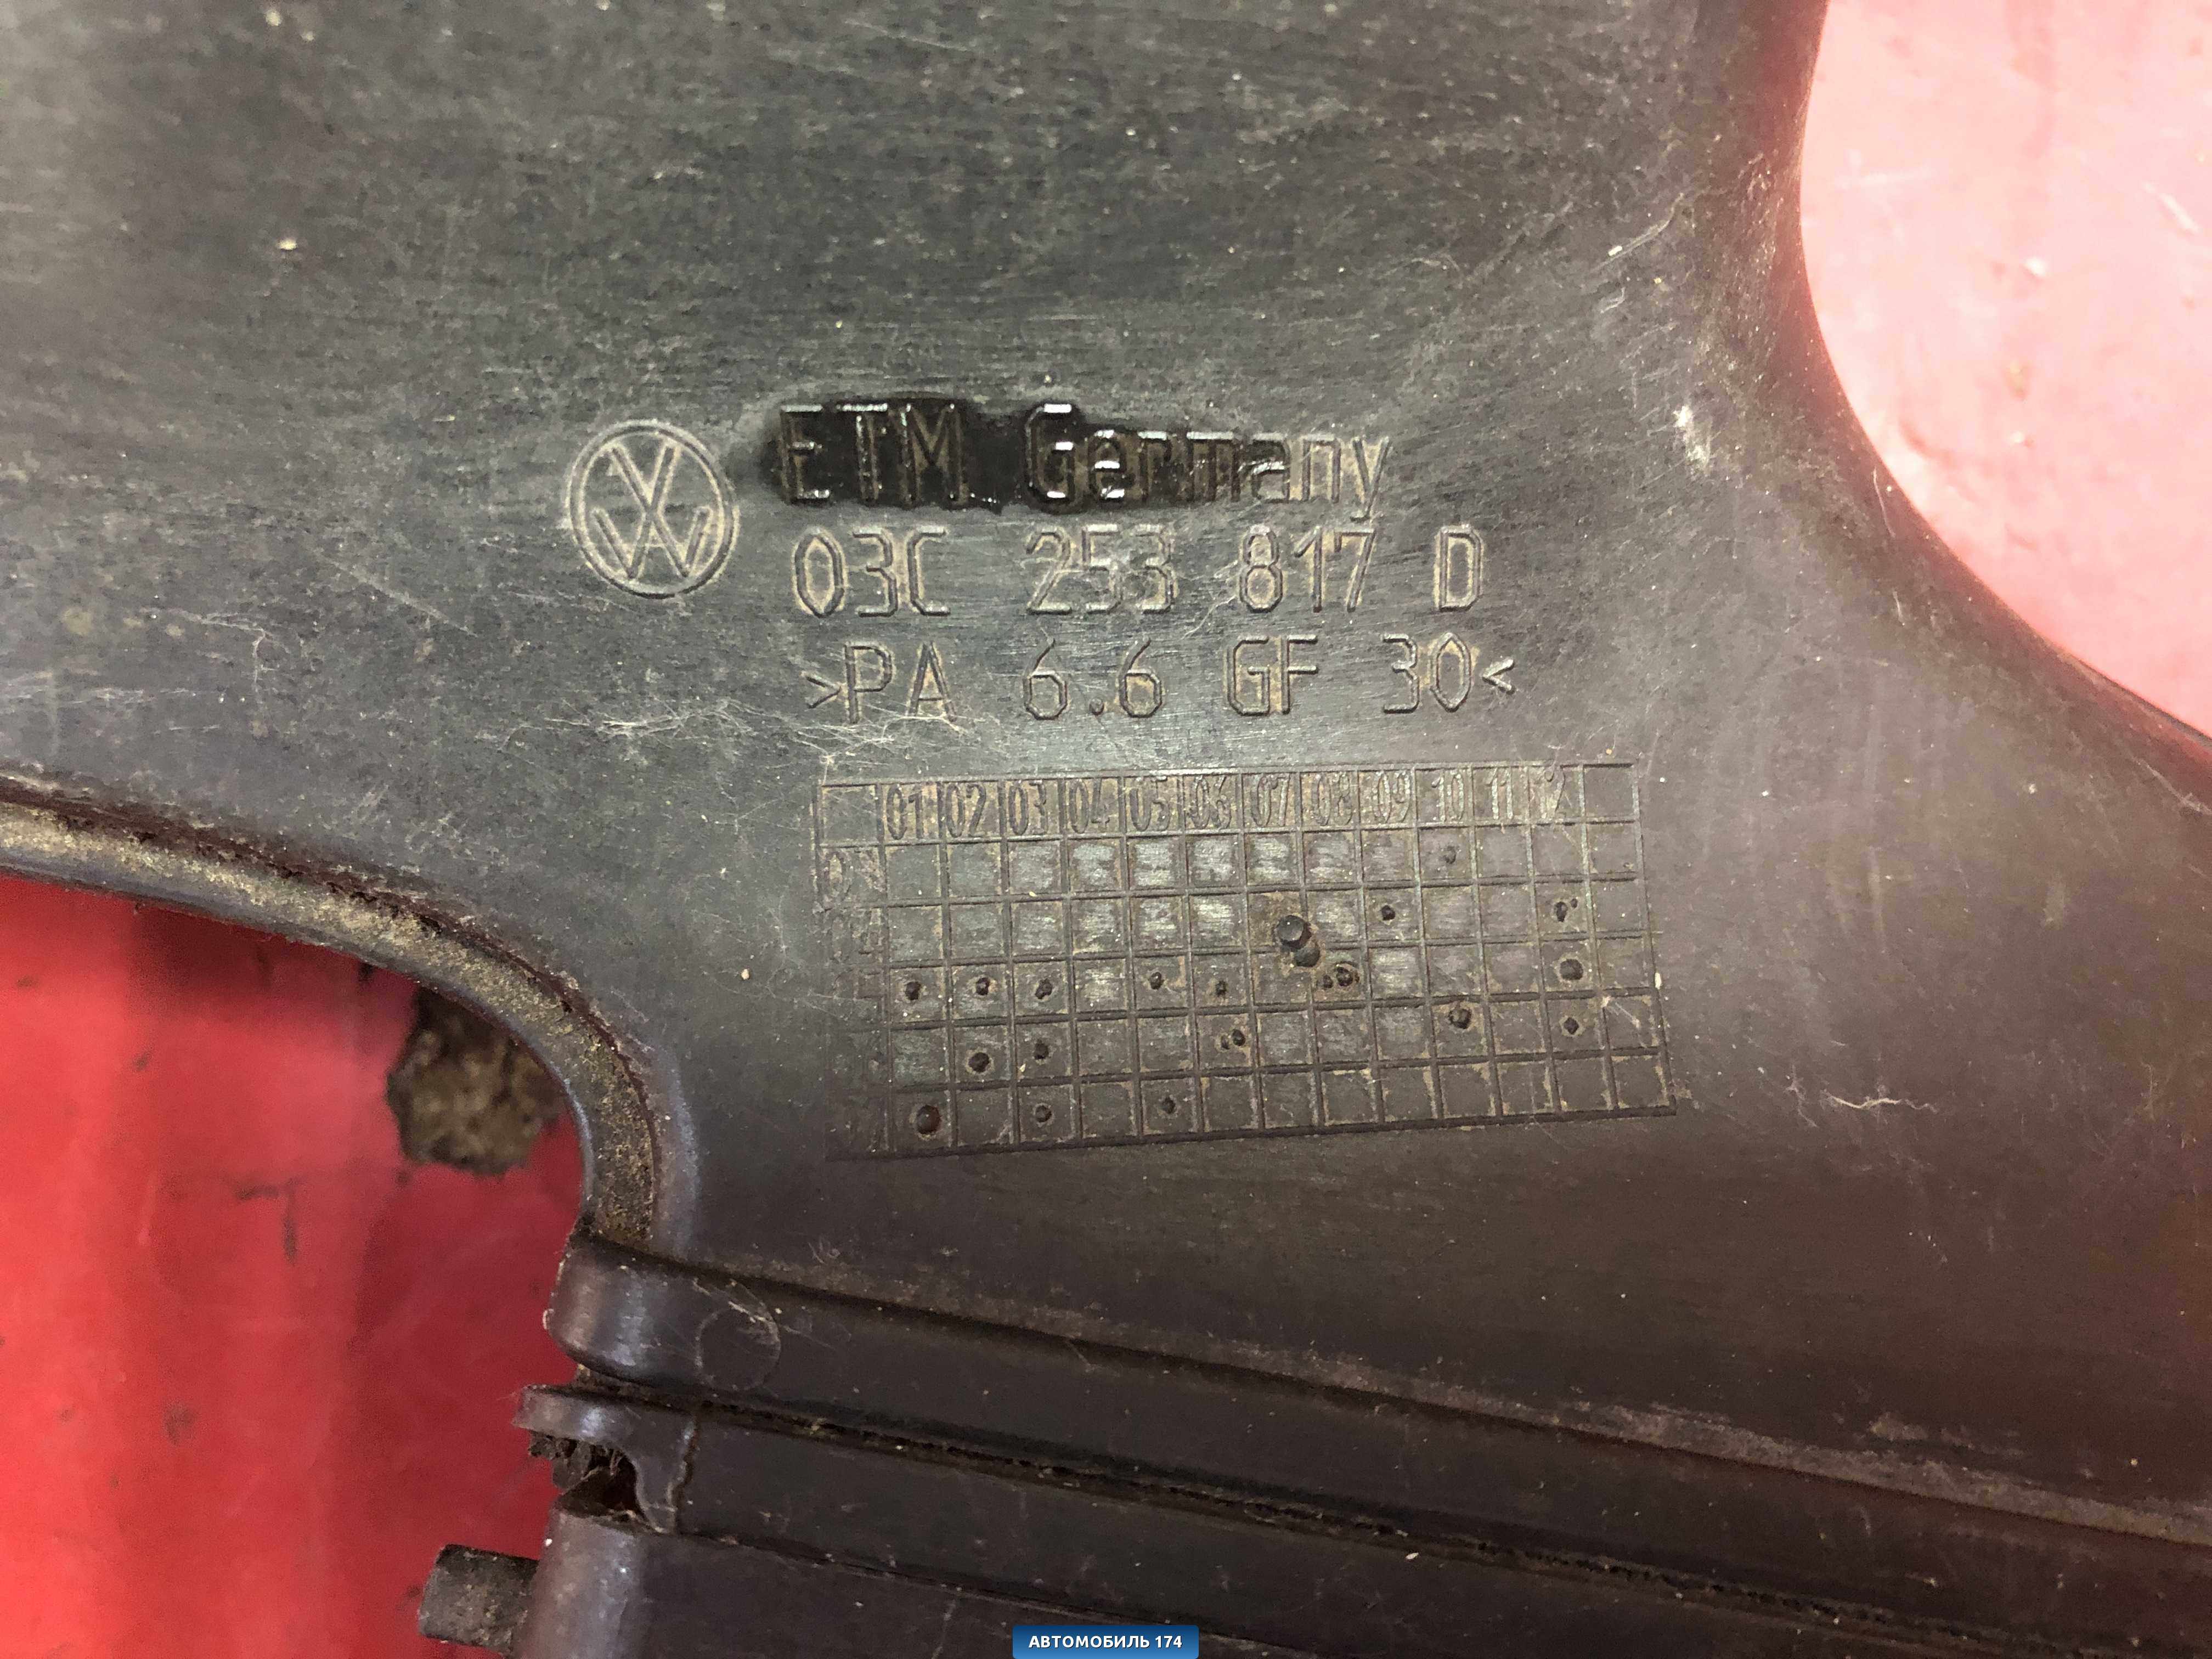 ETM Germany
03C 253 817 D
>PA 6.6 GF 30<
01 02 03 04 05 06 07 08 09 10 11 12
АВТОМОБИЛЬ 174